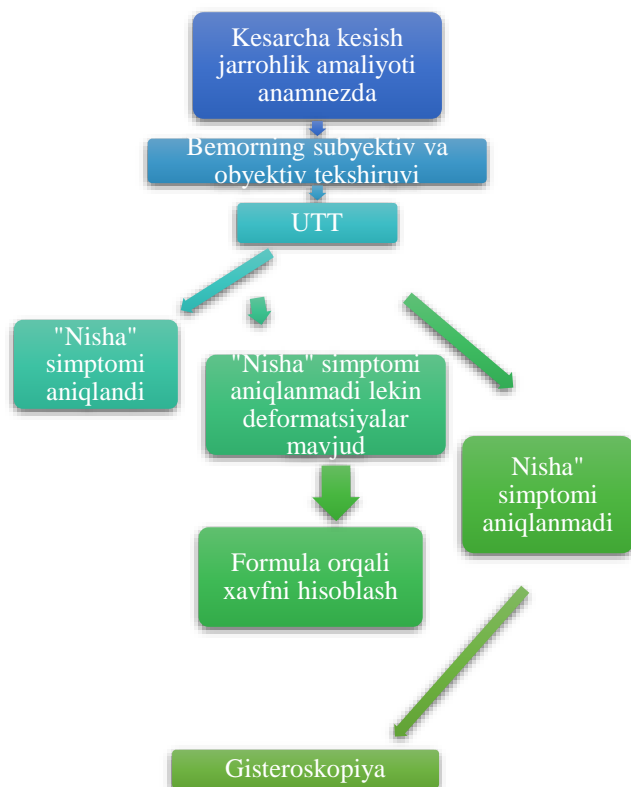 Kesarcha kesish
jarrohlik amaliyoti
anamnezda
Bemorning subyektiv va
obyektiv tekshiruvi
UTT
"Nisha"
simptomi
aniqlandi
"Nisha" simptomi
aniqlanmadi lekin
deformatsiyalar
mavjud
Nisha"
simptomi
aniqlanmadi
Formula orqali
xavfni hisoblash
Gisteroskopiya